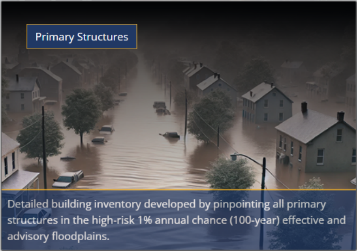 Primary Structures
Detailed building inventory developed by pinpointing all primary
structures in the high-risk 1% annual chance (100-year) effective and
advisory floodplains.